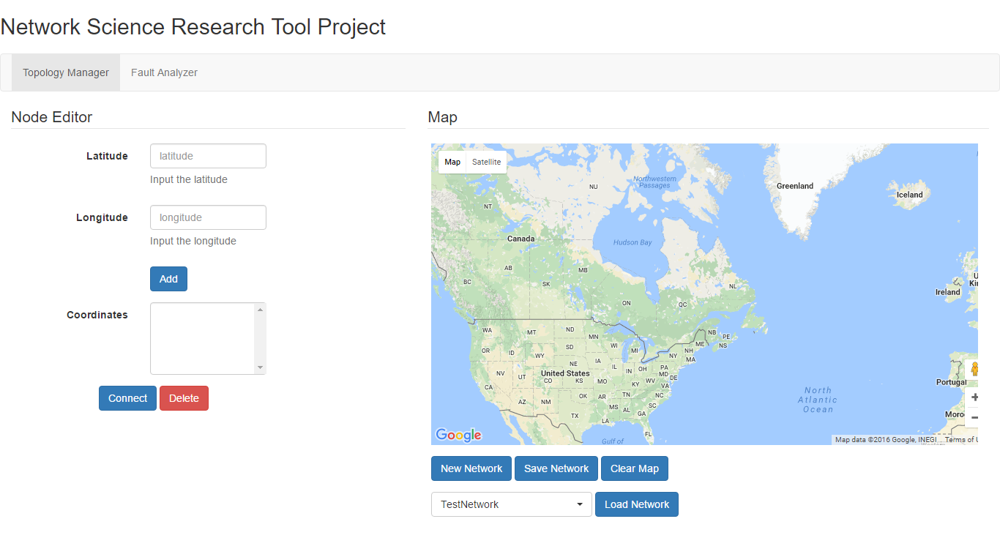 Network Science Research Tool Project
Topology Manager Fault Analyzer
Node Editor
Latitude
latitude
Input the latitude
Longitude
longitude
Input the longitude
Add
Coordinates
Connect Delete
Map
Map Satellite
Northwestern
Passages
NU
Greenland
Iceland
NT
Canada
Hudson Bay
AB
MB
BC
SK
NL
Ireland
ON
QC
WA
MT
ND
MN
NB
PE
NS
ME
OR
ID
SD
WI
MI
NH
WY
NY
MA
NE
IA
IL
IN
OH
PA
MD
DE
NV
UT
United States
CO
KS
MO
KY
WV
VA
CA
Portugal
North
Atlantic
Ocean
AZ
NM
OK
AR
TN
NC
MS
AL
SC
GA
TX
LA
FL
Gulf of
Google
Map data ©2016 Google, INEGI
Terms of U
New Network Save Network Clear Map
TestNetwork Load Network